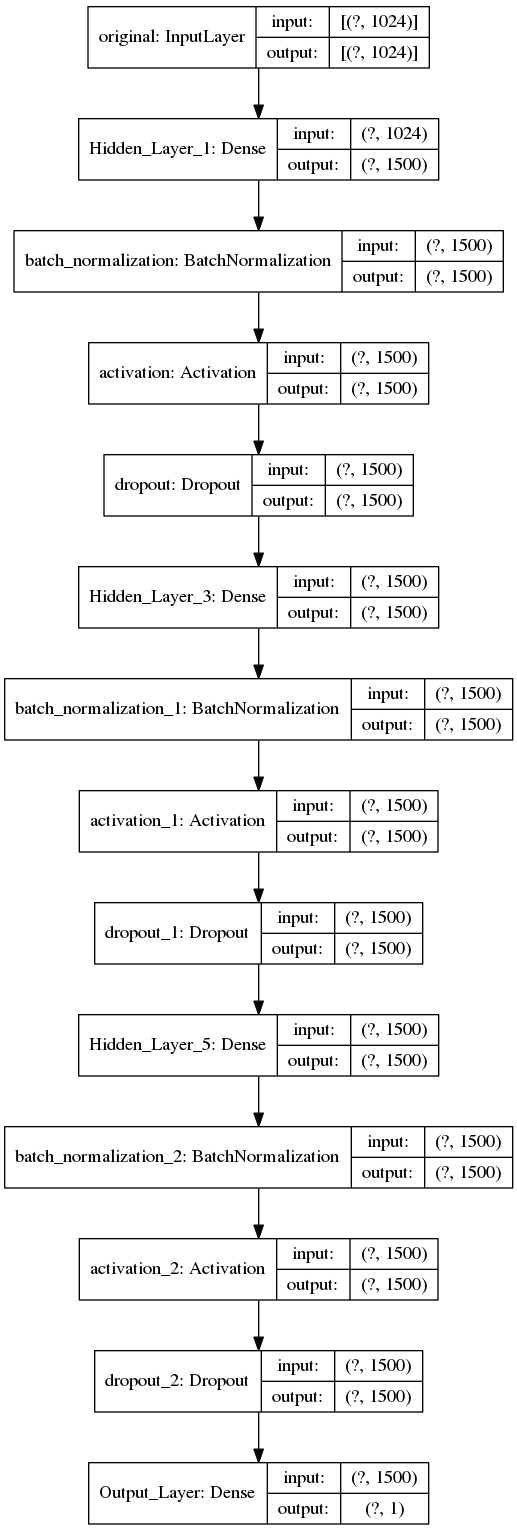 original: InputLayer
input: [(?, 1024)]
output: [(?, 1024)]
Hidden_Layer_1: Dense
input: (?, 1024)
output: (?, 1500)
batch_normalization: BatchNormalization
input: (?, 1500)
output: (?, 1500)
activation: Activation
input: (?, 1500)
output: (?, 1500)
dropout: Dropout
input: (?, 1500)
output: (?, 1500)
Hidden_Layer_3: Dense
input: (?, 1500)
output: (?, 1500)
batch_normalization_1: BatchNormalization
input: (?, 1500)
output: (?, 1500)
activation_1: Activation
input: (?, 1500)
output: (?, 1500)
dropout_1: Dropout
input: (?, 1500)
output: (?, 1500)
Hidden_Layer_5: Dense
input: (?, 1500)
output: (?, 1500)
batch_normalization_2: BatchNormalization
input: (?, 1500)
output: (?, 1500)
activation_2: Activation
input: (?, 1500)
output: (?, 1500)
dropout_2: Dropout
input: (?, 1500)
output: (?, 1500)
Output_Layer: Dense
input: (?, 1500)
output: (?, 1)